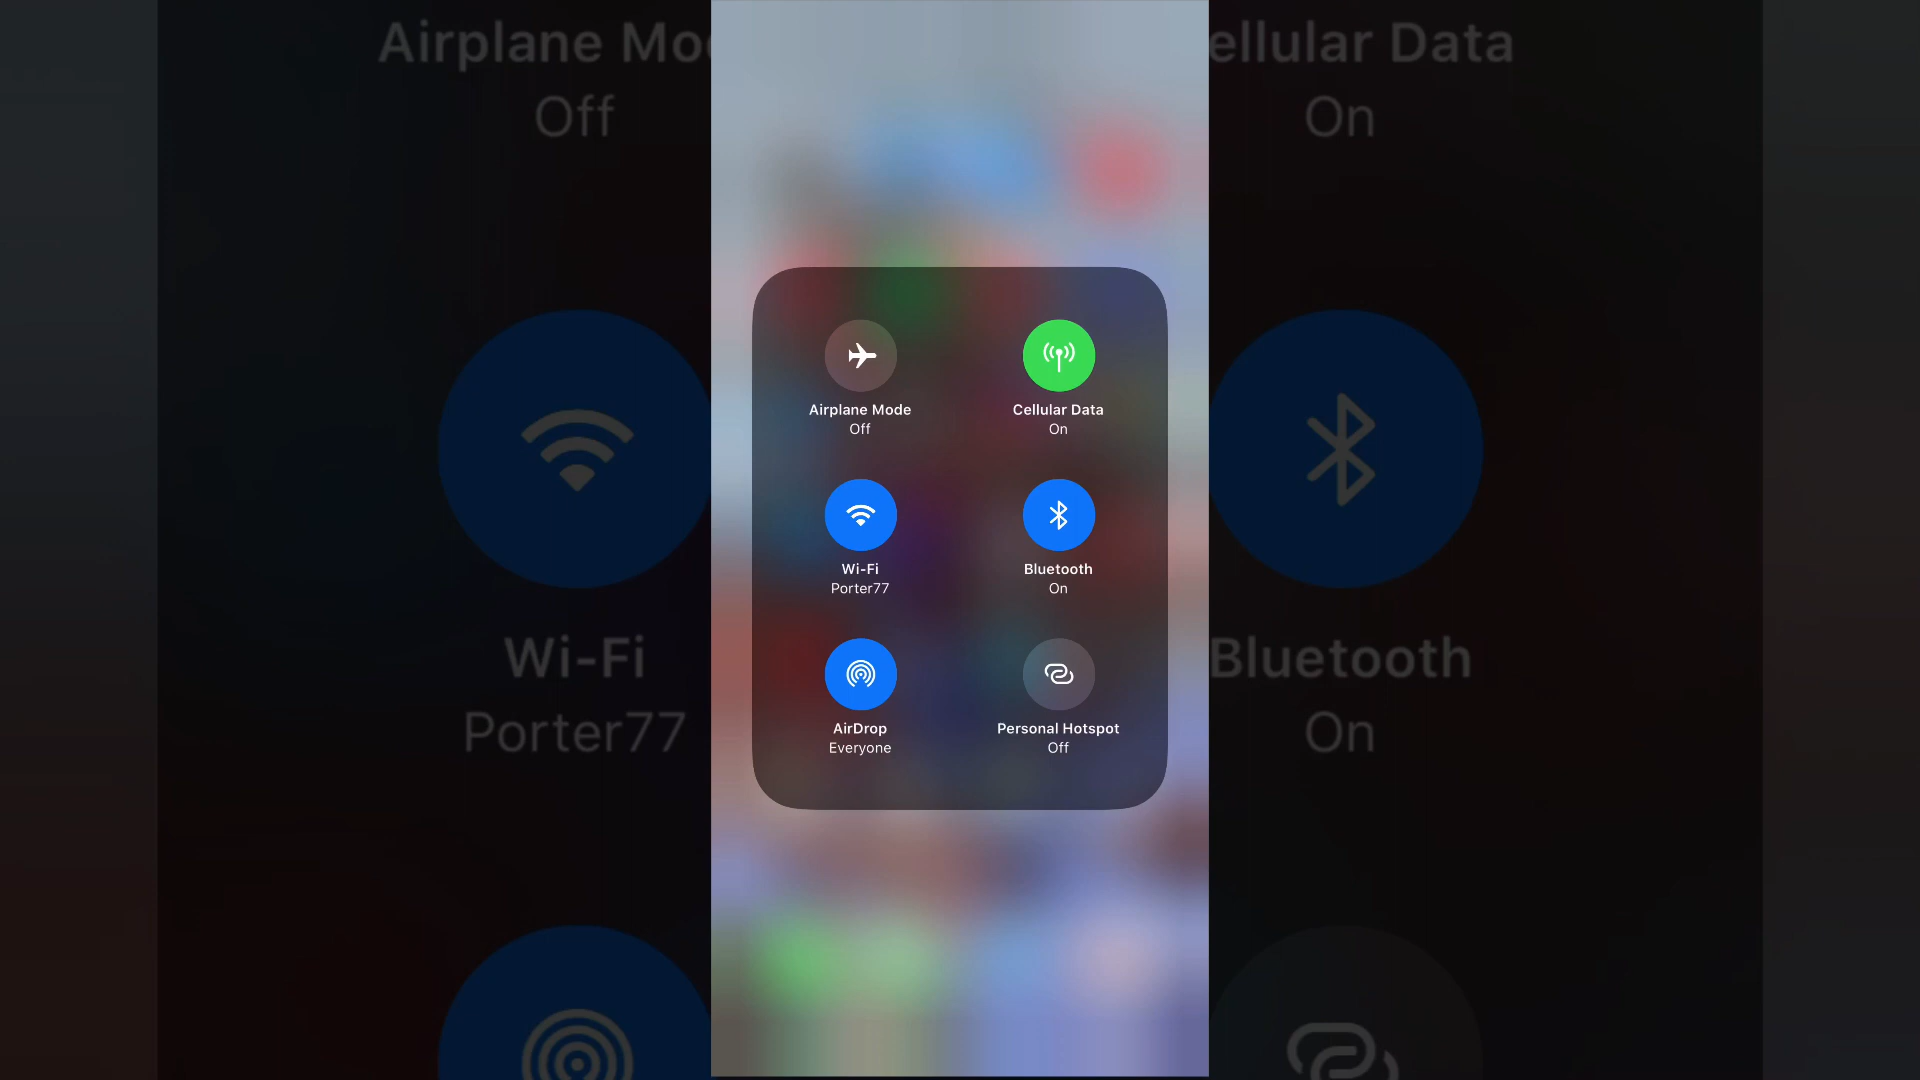 Airplane Mo
Off
ellular Data
On
Wi-Fi
Porter77
Bluetooth
On
Airplane Mode
Off
Cellular Data
On
Wi-Fi
Porter77
Bluetooth
On
AirDrop
Everyone
Personal Hotspot
Off